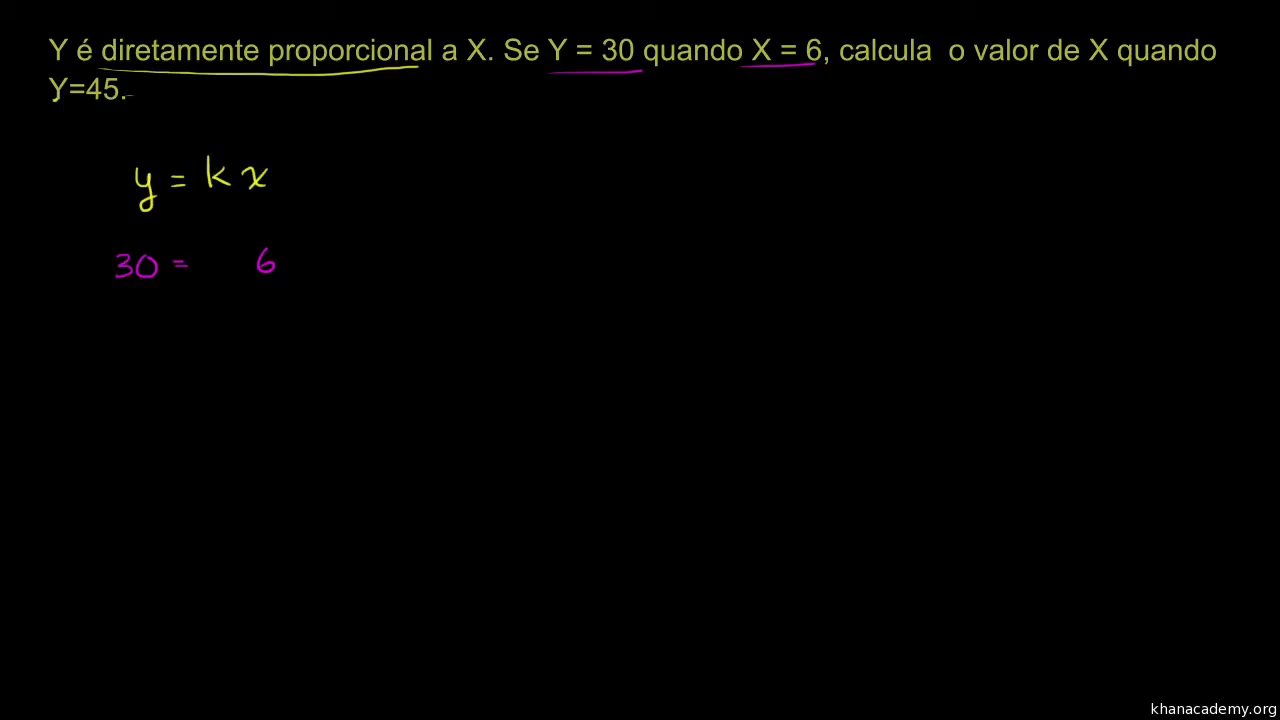 Y é diretamente proporcional a X. Se Y = 30 quando X = 6, calcula  o valor de X quando
Y=45.
y = k x
30 =   6
khanacademy.org